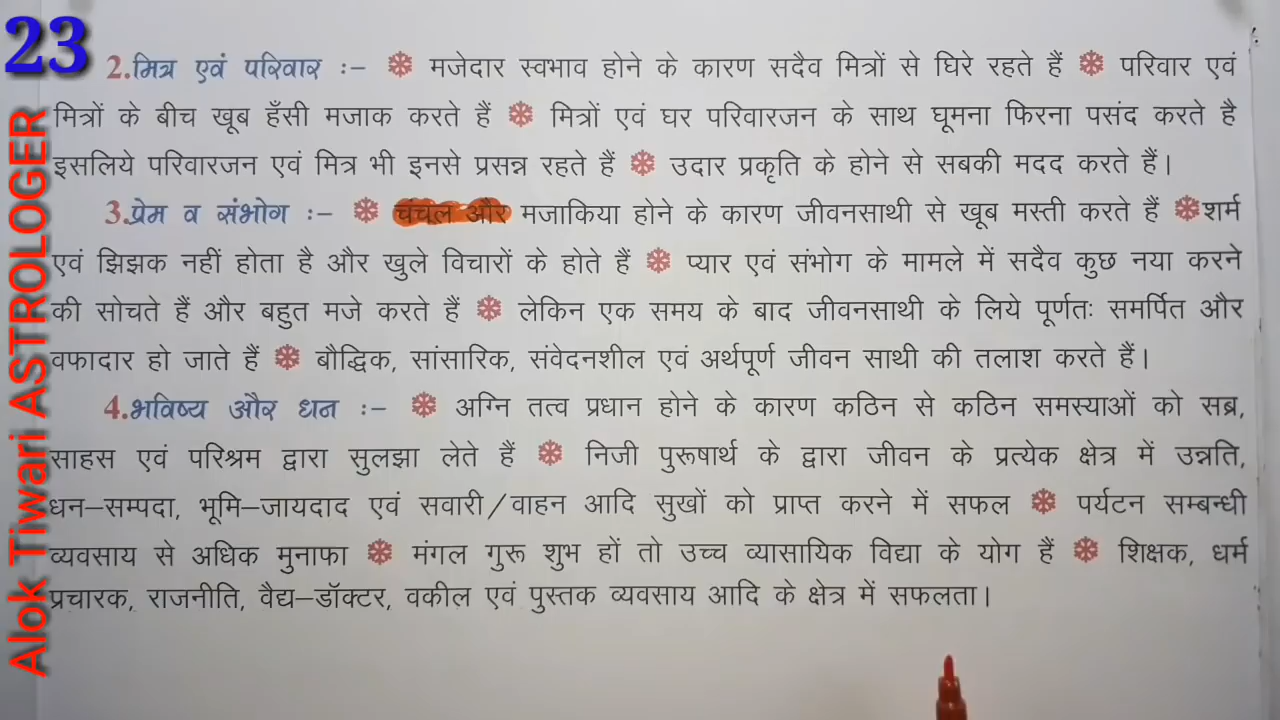 23
Alok Tiwari ASTROLOGER
2.मित्र एवं परिवार :– ❄ मजेदार स्वभाव होने के कारण सदैव मित्रों से घिरे रहते हैं ❄ परिवार एवं
मित्रों के बीच खूब हँसी मजाक करते हैं ❄ मित्रों एवं घर परिवारजन के साथ घूमना फिरना पसंद करते है
इसलिये परिवारजन एवं मित्र भी इनसे प्रसन्न रहते हैं ❄ उदार प्रकृति के होने से सबकी मदद करते हैं।
3.प्रेम व संभोग :– ❄ चंचल और मजाकिया होने के कारण जीवनसाथी से खूब मस्ती करते हैं ❄शर्म
एवं झिझक नहीं होता है और खुले विचारों के होते हैं ❄ प्यार एवं संभोग के मामले में सदैव कुछ नया करने
की सोचते हैं और बहुत मजे करते हैं ❄ लेकिन एक समय के बाद जीवनसाथी के लिये पूर्णतः समर्पित और
वफादार हो जाते हैं ❄ बौद्धिक, सांसारिक, संवेदनशील एवं अर्थपूर्ण जीवन साथी की तलाश करते हैं।
4.भविष्य और धन :– ❄ अग्नि तत्व प्रधान होने के कारण कठिन से कठिन समस्याओं को सब्र,
साहस एवं परिश्रम द्वारा सुलझा लेते हैं ❄ निजी पुरूषार्थ के द्वारा जीवन के प्रत्येक क्षेत्र में उन्नति,
धन–सम्पदा, भूमि–जायदाद एवं सवारी/वाहन आदि सुखों को प्राप्त करने में सफल ❄ पर्यटन सम्बन्धी
व्यवसाय से अधिक मुनाफा ❄ मंगल गुरू शुभ हों तो उच्च व्यासायिक विद्या के योग हैं ❄ शिक्षक, धर्म
प्रचारक, राजनीति, वैद्य–डॉक्टर, वकील एवं पुस्तक व्यवसाय आदि के क्षेत्र में सफलता।